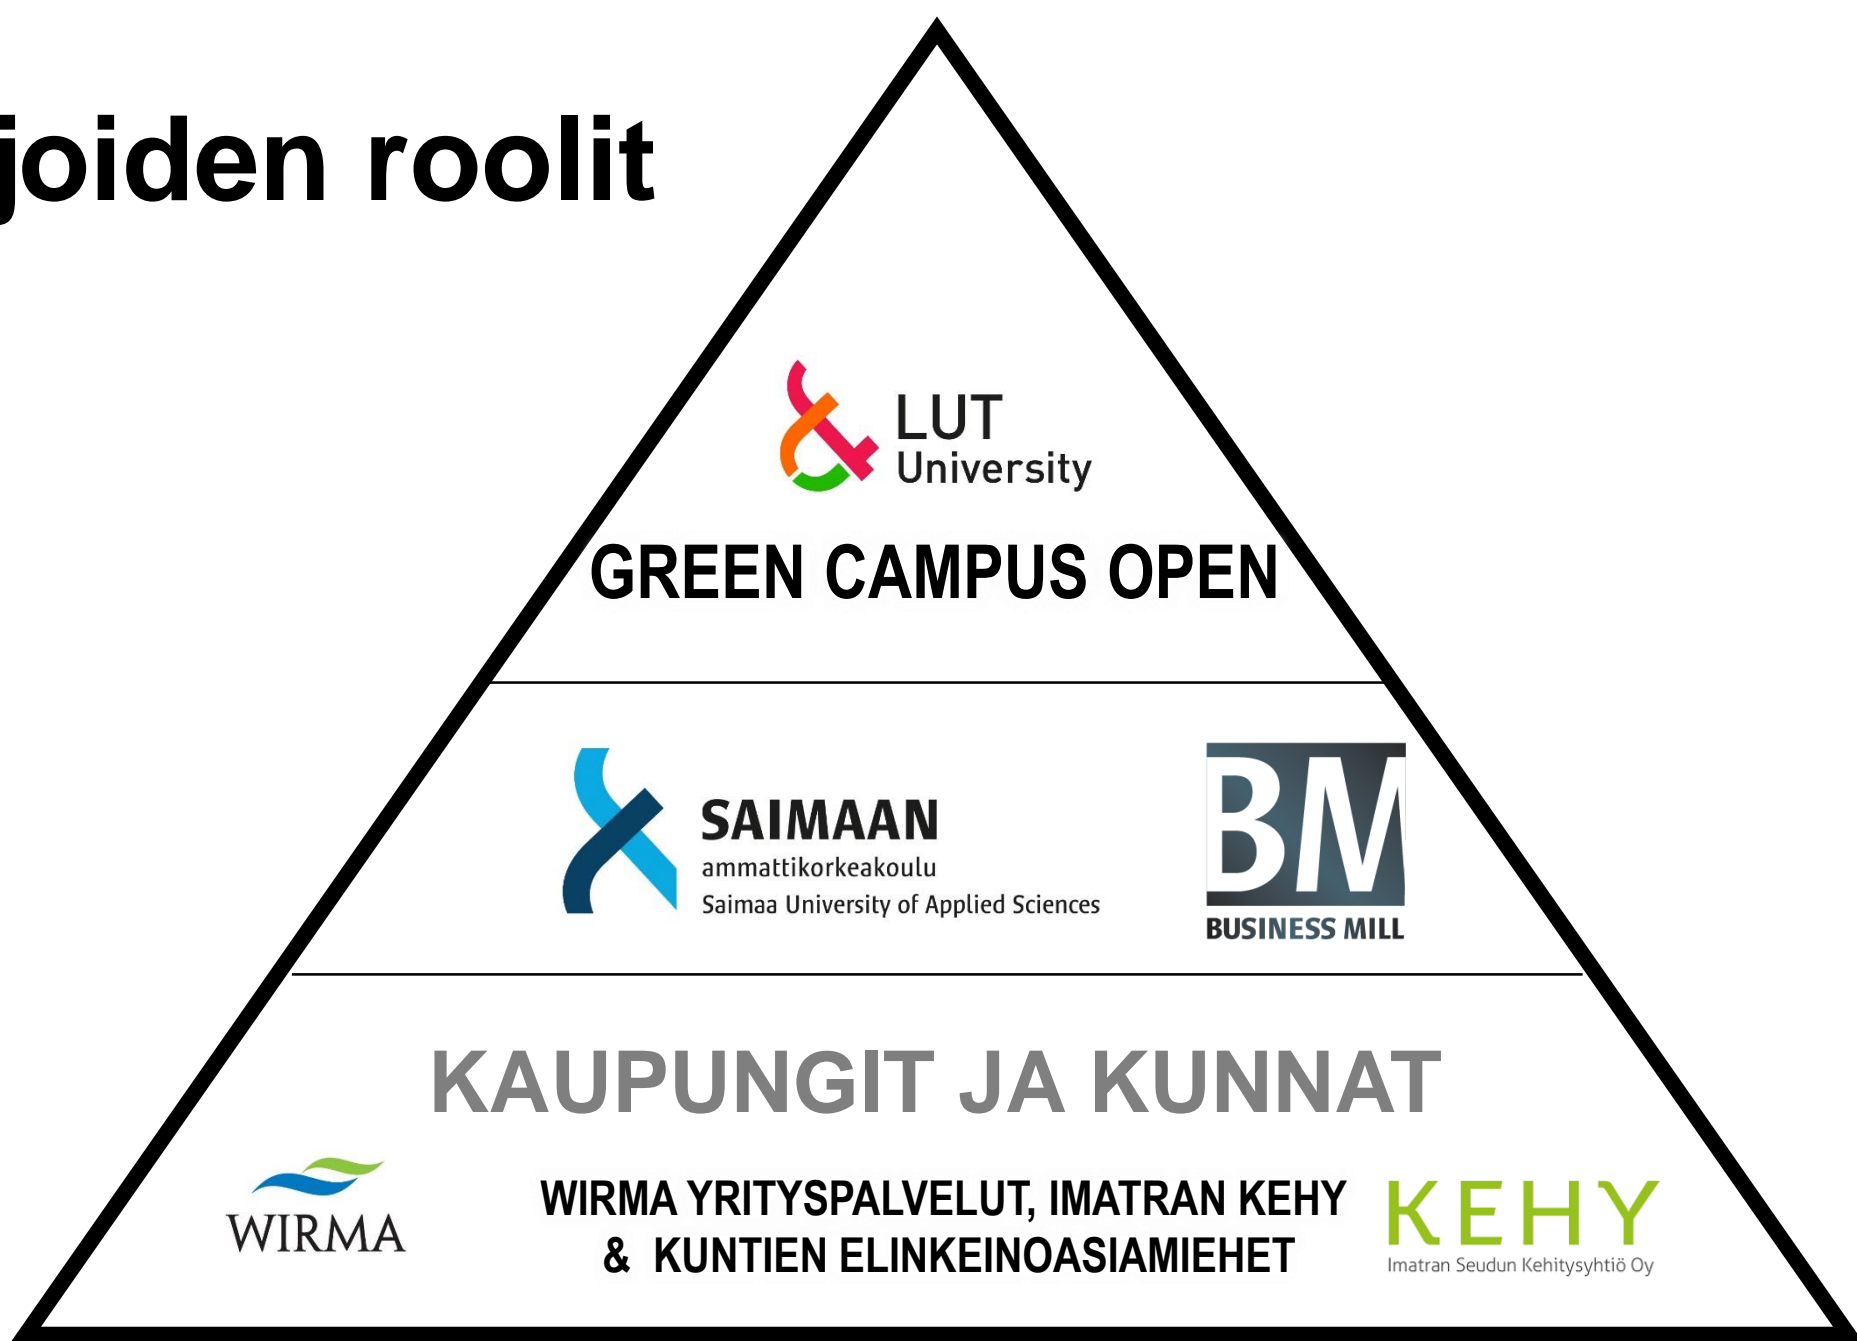 joiden roolit
LUT
University
GREEN CAMPUS OPEN
SAIMAAN
ammattikorkeakoulu
Saimaa University of Applied Sciences
BM
BUSINESS MILL
KAUPUNGIT JA KUNNAT
WIRMA
WIRMA YRITYSPALVELUT, IMATRAN KEHY
& KUNTIEN ELINKEINOASIAMIEHET
KEHY
Imatran Seudun Kehitysyhtiö Oy